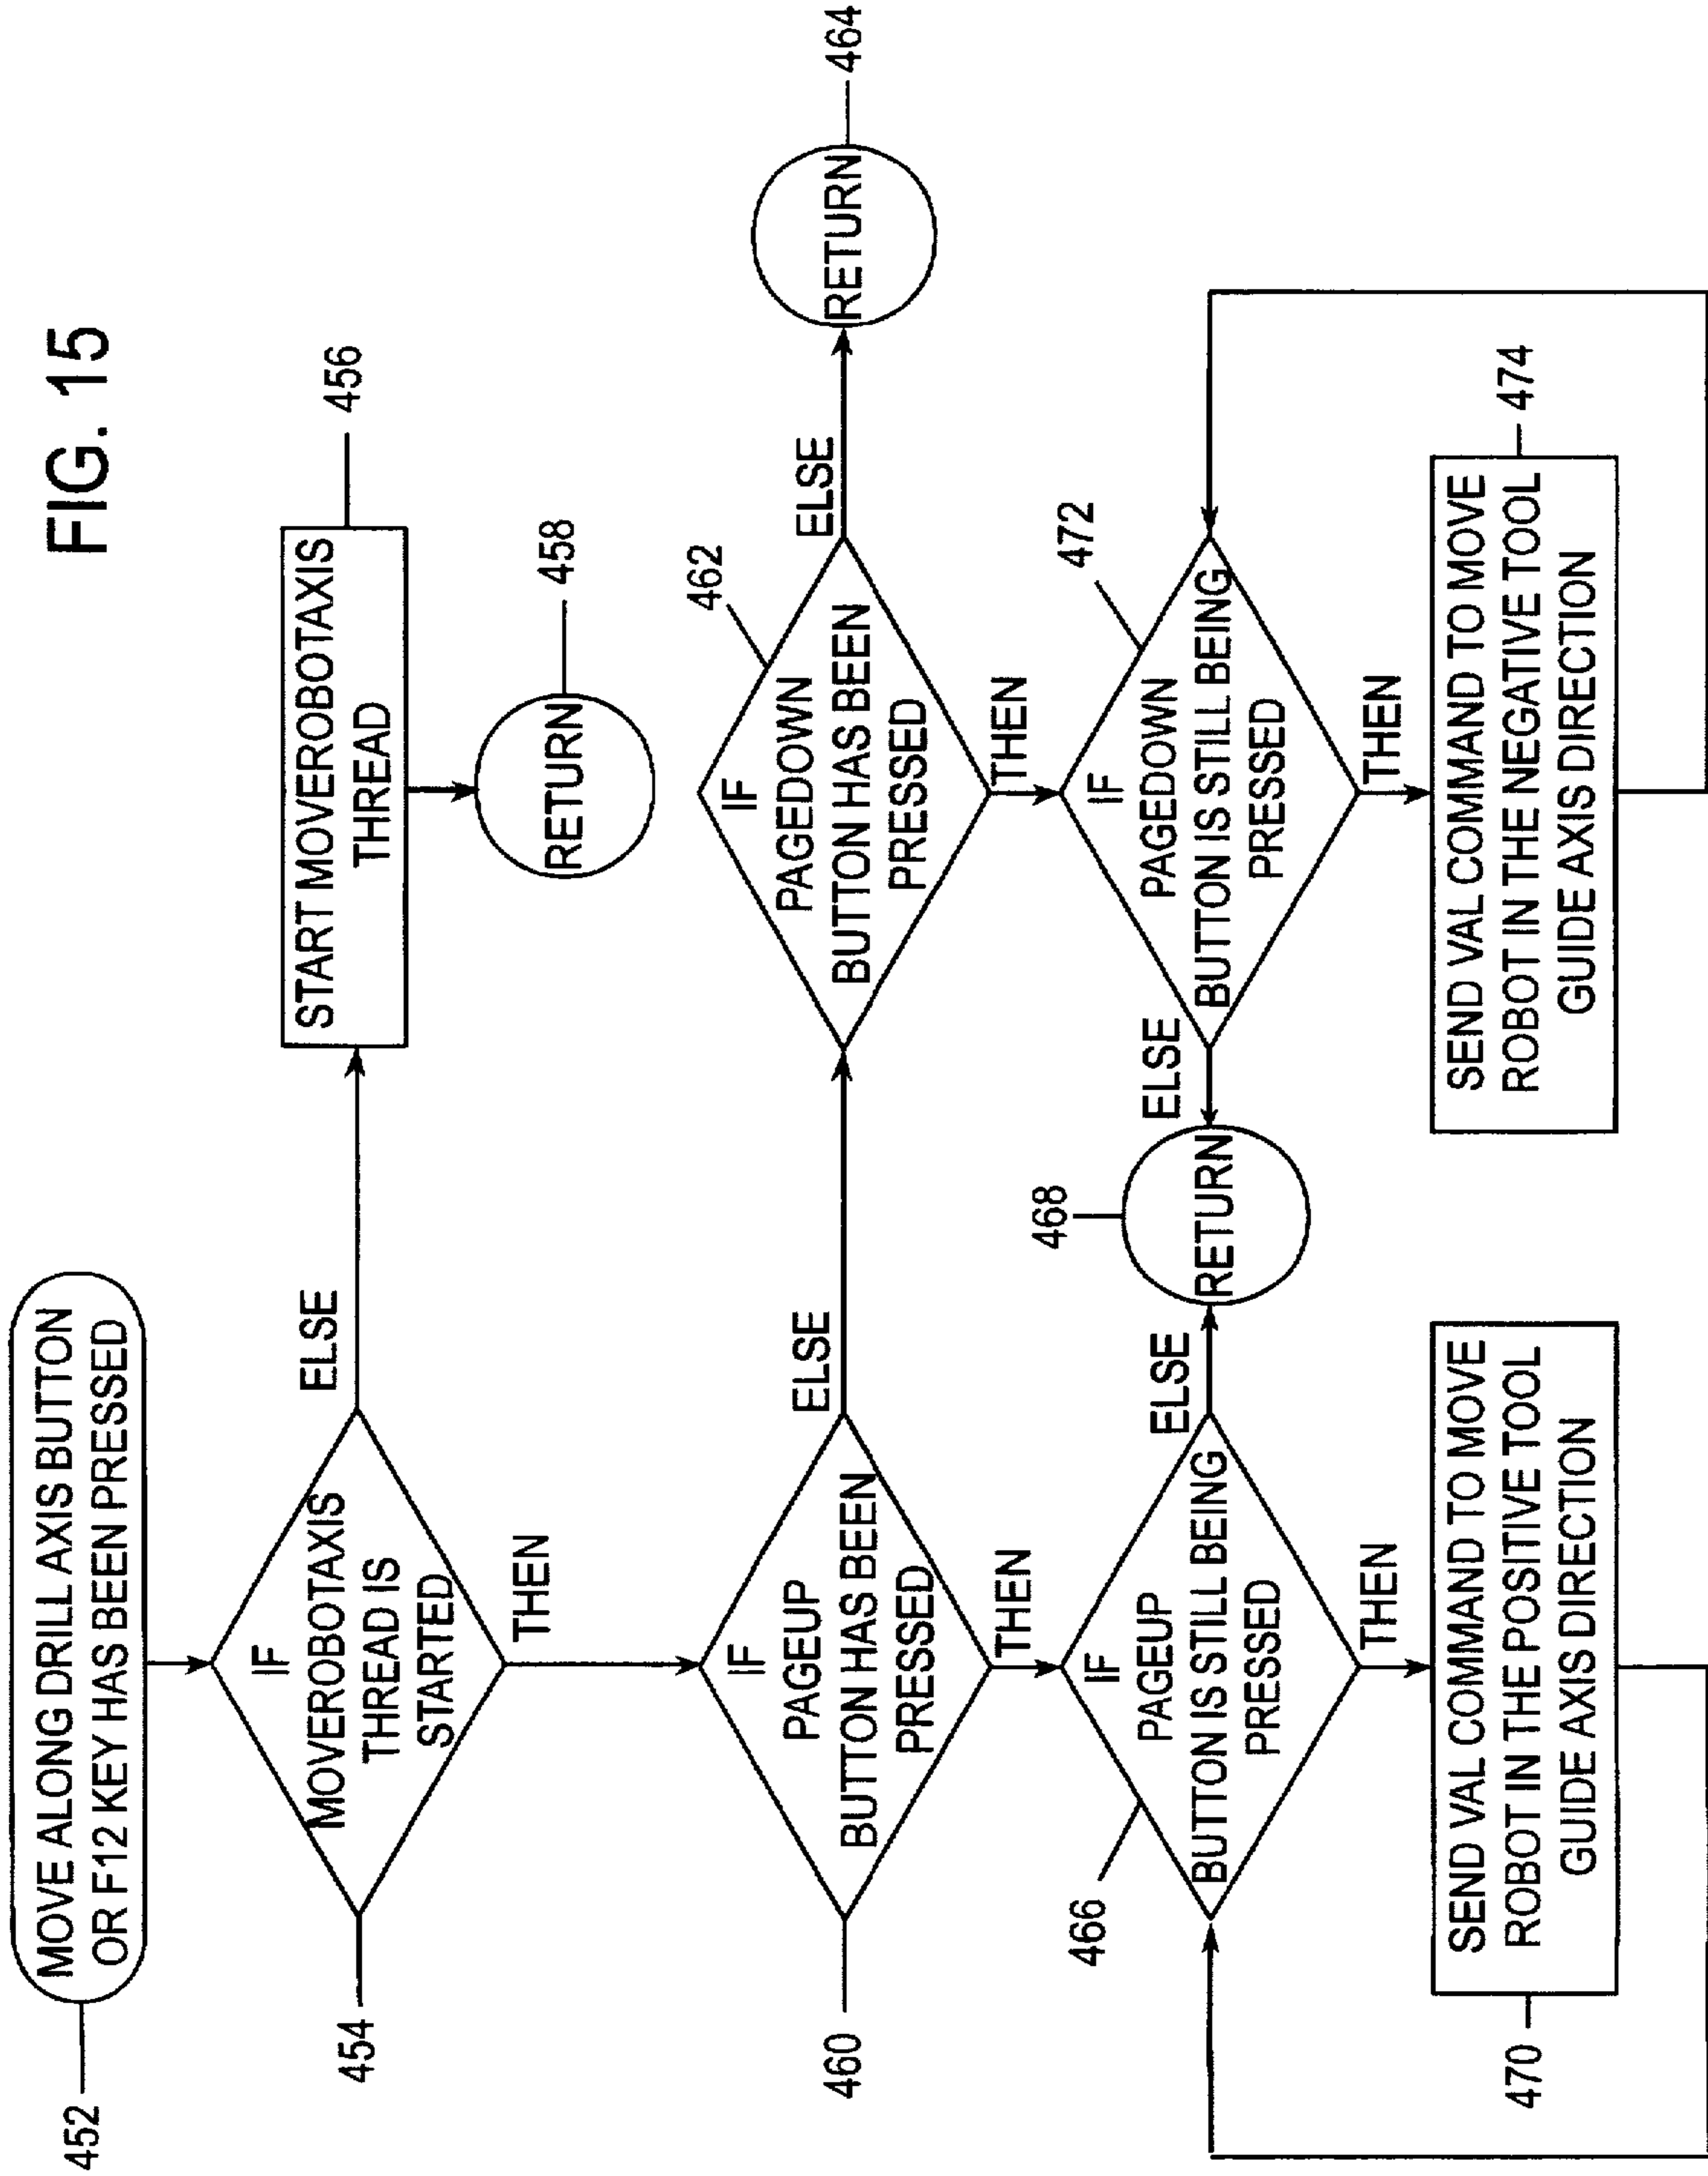 FIG. 15
452
MOVE ALONG DRILL AXIS BUTTON
OR F12 KEY HAS BEEN PRESSED
454
IF
MOVEROBOTAXIS
THREAD IS
STARTED
ELSE
START MOVEROBOTAXIS
THREAD
456
RETURN
458
THEN
460
IF
PAGEUP
BUTTON HAS BEEN
PRESSED
ELSE
IF
PAGEDOWN
BUTTON HAS BEEN
PRESSED
462
ELSE
RETURN
464
THEN
THEN
466
IF
PAGEUP
BUTTON IS STILL BEING
PRESSED
ELSE
RETURN
468
ELSE
IF
PAGEDOWN
BUTTON IS STILL BEING
PRESSED
472
THEN
THEN
470
SEND VAL COMMAND TO MOVE
ROBOT IN THE POSITIVE TOOL
GUIDE AXIS DIRECTION
SEND VAL COMMAND TO MOVE
ROBOT IN THE NEGATIVE TOOL
GUIDE AXIS DIRECTION
474